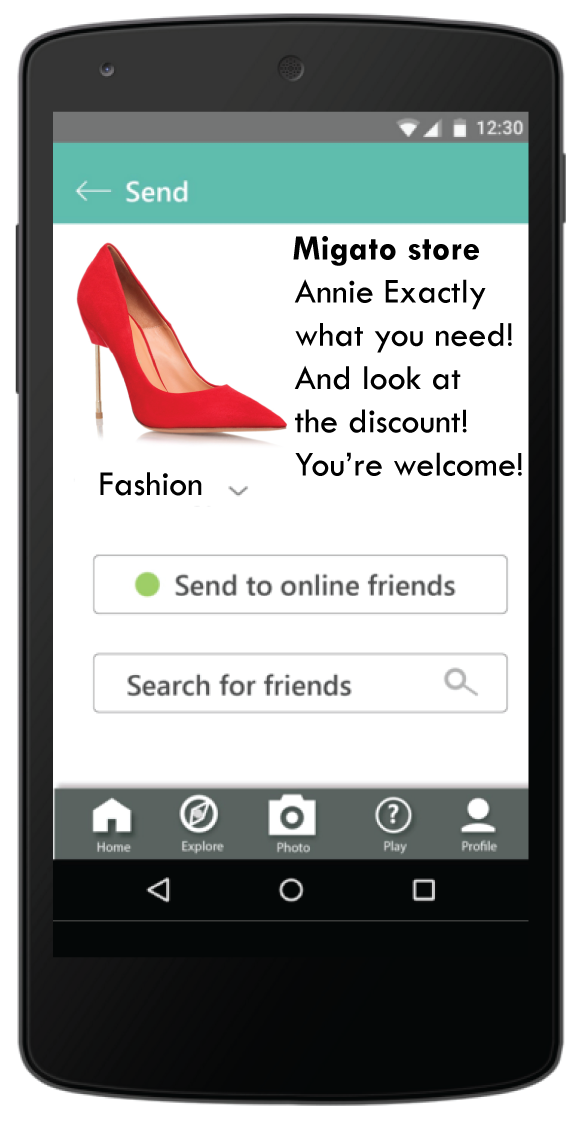 12:30
Send
Migato store
Annie Exactly
what you need!
And look at
the discount!
You're welcome!
Fashion
Send to online friends
Search for friends
Home Explore Photo Play Profile